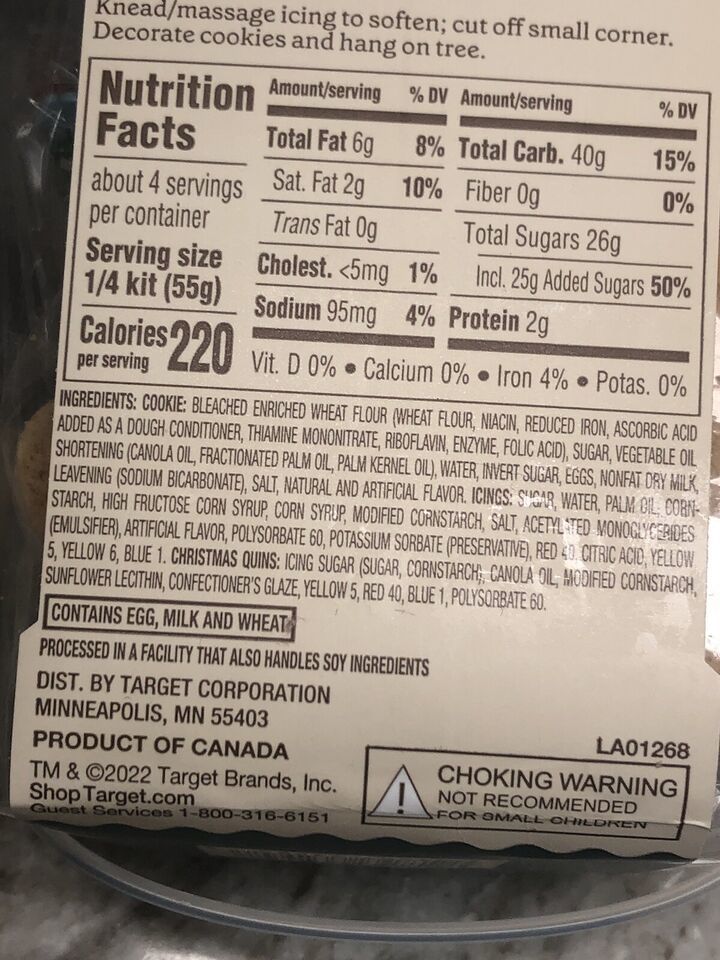 Knead/massage icing to soften; cut off small corner.
Decorate cookies and hang on tree.
Nutrition
Facts
about 4 servings
per container
Serving size
1/4 kit (55g)
Calories 220
per serving
Amount/serving % DV
Total Fat 6g 8%
Sat. Fat 2g 10%
Trans Fat 0g
Cholest. <5mg 1%
Sodium 95mg 4%
Amount/serving % DV
Total Carb. 40g 15%
Fiber 0g 0%
Total Sugars 26g
Incl. 25g Added Sugars 50%
Protein 2g
Vit. D 0% • Calcium 0% • Iron 4% • Potas. 0%
INGREDIENTS: COOKIE: BLEACHED ENRICHED WHEAT FLOUR (WHEAT FLOUR, NIACIN, REDUCED IRON, ASCORBIC ACID
ADDED AS A DOUGH CONDITIONER, THIAMINE MONONITRATE, RIBOFLAVIN, ENZYME, FOLIC ACID), SUGAR, VEGETABLE OIL
SHORTENING (CANOLA OIL, FRACTIONATED PALM OIL, PALM KERNEL OIL), WATER, INVERT SUGAR, EGGS, NONFAT DRY MILK,
LEAVENING (SODIUM BICARBONATE), SALT, NATURAL AND ARTIFICIAL FLAVOR. ICINGS: SUGAR, WATER, PALM OIL, CORN-
STARCH, HIGH FRUCTOSE CORN SYRUP, CORN SYRUP, MODIFIED CORNSTARCH, SALT, ACETYLATED MONOGLYCERIDES
(EMULSIFIER), ARTIFICIAL FLAVOR, POLYSORBATE 60, POTASSIUM SORBATE (PRESERVATIVE), RED 40, CITRIC ACID, YELLOW
5, YELLOW 6, BLUE 1. CHRISTMAS QUINS: ICING SUGAR (SUGAR, CORNSTARCH), CANOLA OIL, MODIFIED CORNSTARCH,
SUNFLOWER LECITHIN, CONFECTIONER'S GLAZE, YELLOW 5, RED 40, BLUE 1, POLYSORBATE 60.
CONTAINS EGG, MILK AND WHEAT
PROCESSED IN A FACILITY THAT ALSO HANDLES SOY INGREDIENTS
DIST. BY TARGET CORPORATION
MINNEAPOLIS, MN 55403
PRODUCT OF CANADA
TM & ©2022 Target Brands, Inc.
ShopTarget.com
Guest Services 1-800-316-6151
LA01268
CHOKING WARNING
NOT RECOMMENDED
FOR SMALL CHILDREN